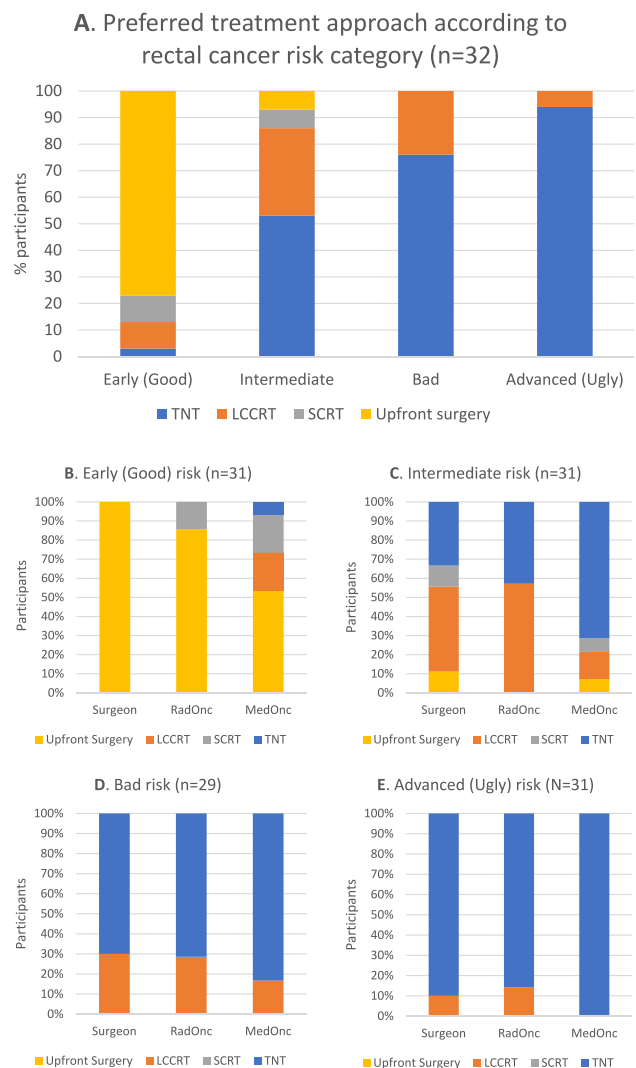 A. Preferred treatment approach according to
rectal cancer risk category (n=32)
100
90
80
70
60
50
40
30
20
10
0
% participants
Early (Good) Intermediate Bad Advanced (Ugly)
TNT LCCRT SCRT Upfront surgery
B. Early (Good) risk (n=31)
100%
90%
80%
70%
60%
50%
40%
30%
20%
10%
0%
Participants
Surgeon RadOnc MedOnc
Upfront Surgery LCCRT SCRT TNT
C. Intermediate risk (n=31)
100%
90%
80%
70%
60%
50%
40%
30%
20%
10%
0%
Participants
Surgeon RadOnc MedOnc
Upfront Surgery LCCRT SCRT TNT
D. Bad risk (n=29)
100%
90%
80%
70%
60%
50%
40%
30%
20%
10%
0%
Participants
Surgeon RadOnc MedOnc
Upfront Surgery LCCRT SCRT TNT
E. Advanced (Ugly) risk (N=31)
100%
90%
80%
70%
60%
50%
40%
30%
20%
10%
0%
Participants
Surgeon RadOnc MedOnc
Upfront Surgery LCCRT SCRT TNT